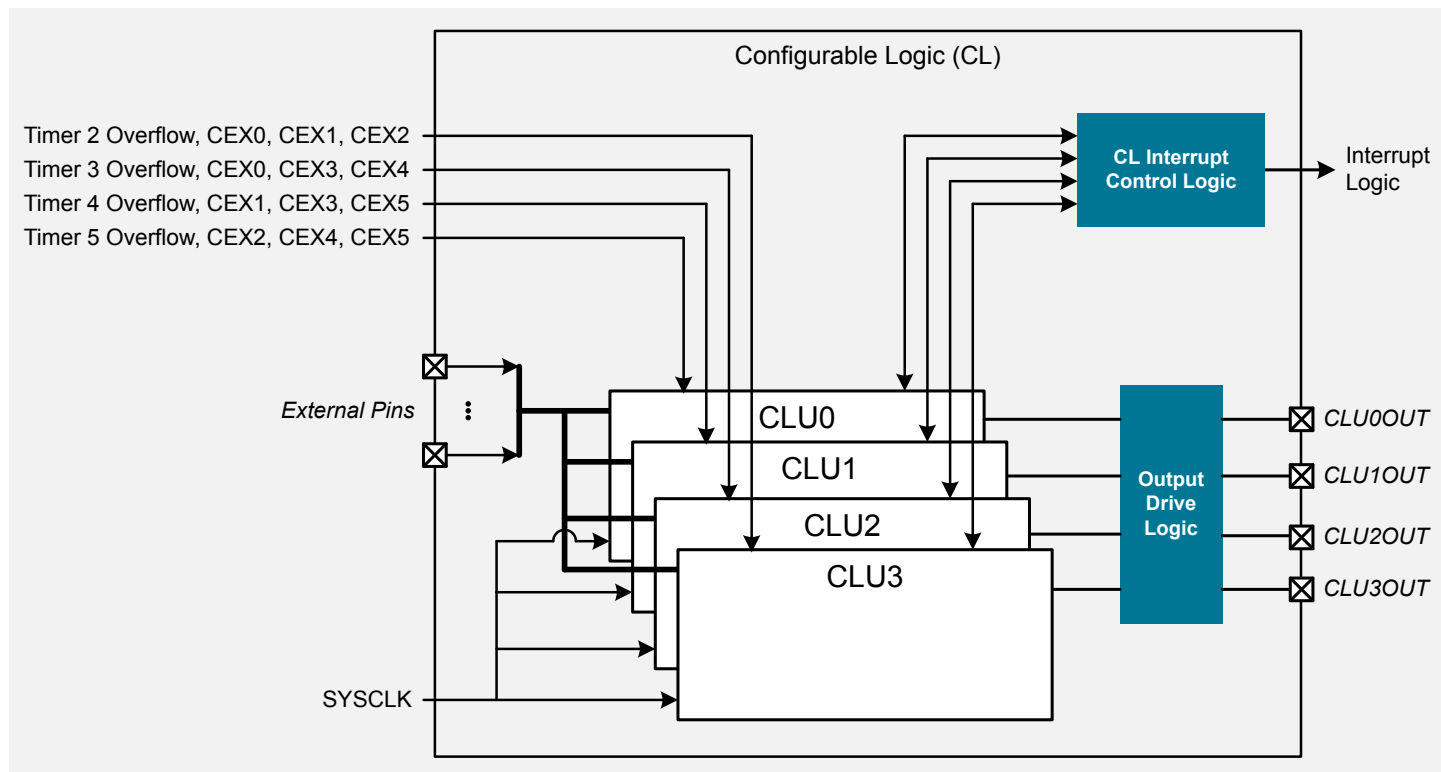 Configurable Logic (CL)
Timer 2 Overflow, CEX0, CEX1, CEX2
Timer 3 Overflow, CEX0, CEX3, CEX4
Timer 4 Overflow, CEX1, CEX3, CEX5
Timer 5 Overflow, CEX2, CEX4, CEX5
CL Interrupt
Control Logic
Interrupt
Logic
External Pins
CLU0
CLU1
CLU2
CLU3
Output
Drive
Logic
CLU0OUT
CLU1OUT
CLU2OUT
CLU3OUT
SYSCLK